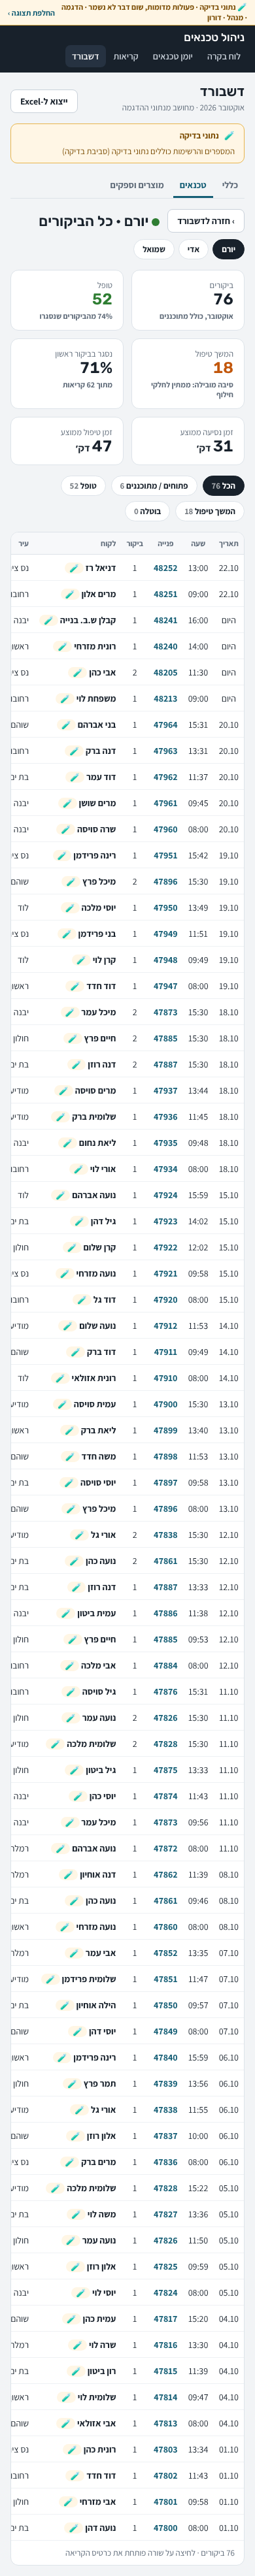 נתוני בדיקה · פעולות מדומות, שום דבר לא נשמר · הדגמה · מנהל · דורון
החלפת תצוגה ›
ניהול טכנאים
לוח בקרה יומן טכנאים קריאות דשבורד
דשבורד
אוקטובר 2026 · מחושב מנתוני ההדגמה
ייצוא ל-Excel
נתוני בדיקה
המספרים והרשימות כוללים נתוני בדיקה (סביבת בדיקה)
כללי טכנאים מוצרים וספקים
› חזרה לדשבורד
יורם • כל הביקורים
יורם אדי שמואל
ביקורים
76
אוקטובר, כולל מתוכננים
טופל
52
74% מהביקורים שנסגרו
המשך טיפול
18
סיבה מובילה: ממתין לחלקי חילוף
נסגר בביקור ראשון
71%
מתוך 62 קריאות
זמן נסיעה ממוצע
31 דק׳
זמן טיפול ממוצע
47 דק׳
הכל 76 פתוחים / מתוכננים 6 טופל 52
המשך טיפול 18 בוטלה 0
תאריך שעה פנייה ביקור לקוח עיר
22.10 13:00 48252 1 דניאל רז
22.10 09:00 48251 1 מרים אלון
היום 16:00 48241 1 קבלן ש.ב. בנייה יבנה
היום 14:00 48240 1 רונית מזרחי
היום 11:30 48205 2 אבי כהן
היום 09:00 48213 1 משפחת לוי
20.10 15:31 47964 1 בני אברהם שוהם
20.10 13:31 47963 1 דנה ברק
20.10 11:37 47962 1 דוד עמר
20.10 09:45 47961 1 מרים שושן יבנה
20.10 08:00 47960 1 שרה סויסה יבנה
19.10 15:42 47951 1 רינה פרידמן
19.10 15:30 47896 2 מיכל פרץ שוהם
19.10 13:49 47950 1 יוסי מלכה לוד
19.10 11:51 47949 1 בני פרידמן
19.10 09:49 47948 1 קרן לוי לוד
19.10 08:00 47947 1 דוד חדד
18.10 15:30 47873 2 מיכל עמר יבנה
18.10 15:30 47885 2 חיים פרץ חולון
18.10 15:30 47887 2 דנה רוזן
18.10 13:44 47937 1 מרים סויסה
18.10 11:45 47936 1 שלומית ברק
18.10 09:48 47935 1 ליאת נחום יבנה
18.10 08:00 47934 1 אורי לוי
15.10 15:59 47924 1 נועה אברהם לוד
15.10 14:02 47923 1 גיל דהן
15.10 12:02 47922 1 קרן שלום חולון
15.10 09:58 47921 1 נועה מזרחי
15.10 08:00 47920 1 דוד גל
14.10 11:53 47912 1 נועה שלום
14.10 09:49 47911 1 דוד ברק שוהם
14.10 08:00 47910 1 רונית אזולאי לוד
13.10 15:30 47900 1 עמית סויסה
13.10 13:40 47899 1 ליאת ברק
13.10 11:53 47898 1 משה חדד שוהם
13.10 09:58 47897 1 יוסי סויסה
13.10 08:00 47896 1 מיכל פרץ שוהם
12.10 15:30 47838 2 אורי גל
12.10 15:30 47861 2 נועה כהן
12.10 13:33 47887 1 דנה רוזן
12.10 11:38 47886 1 עמית ביטון יבנה
12.10 09:53 47885 1 חיים פרץ חולון
12.10 08:00 47884 1 אבי מלכה
11.10 15:31 47876 1 גיל סויסה
11.10 15:30 47826 2 נועה עמר חולון
11.10 15:30 47828 2 שלומית מלכה
11.10 13:33 47875 1 גיל ביטון חולון
11.10 11:43 47874 1 יוסי כהן יבנה
11.10 09:56 47873 1 מיכל עמר יבנה
11.10 08:00 47872 1 נועה אברהם
08.10 11:39 47862 1 דנה אוחיון
08.10 09:46 47861 1 נועה כהן
08.10 08:00 47860 1 נועה מזרחי
07.10 13:35 47852 1 אבי עמר
07.10 11:47 47851 1 שלומית פרידמן
07.10 09:57 47850 1 הילה אוחיון
07.10 08:00 47849 1 יוסי דהן שוהם
06.10 15:59 47840 1 רינה פרידמן
06.10 13:56 47839 1 תמר פרץ חולון
06.10 11:55 47838 1 אורי גל
06.10 10:00 47837 1 אלון רוזן שוהם
06.10 08:00 47836 1 מרים ברק
05.10 15:22 47828 1 שלומית מלכה
05.10 13:36 47827 1 משה לוי
05.10 11:50 47826 1 נועה עמר חולון
05.10 09:59 47825 1 אלון רוזן
05.10 08:00 47824 1 יוסי לוי יבנה
04.10 15:20 47817 1 עמית כהן שוהם
04.10 13:30 47816 1 שרה לוי
04.10 11:39 47815 1 רון ביטון
04.10 09:47 47814 1 שלומית לוי
04.10 08:00 47813 1 אבי אזולאי שוהם
01.10 13:34 47803 1 רונית כהן
01.10 11:43 47802 1 דוד חדד
01.10 09:58 47801 1 אבי מזרחי חולון
01.10 08:00 47800 1 נועה דהן
76 ביקורים · לחיצה על שורה פותחת את כרטיס הקריאה